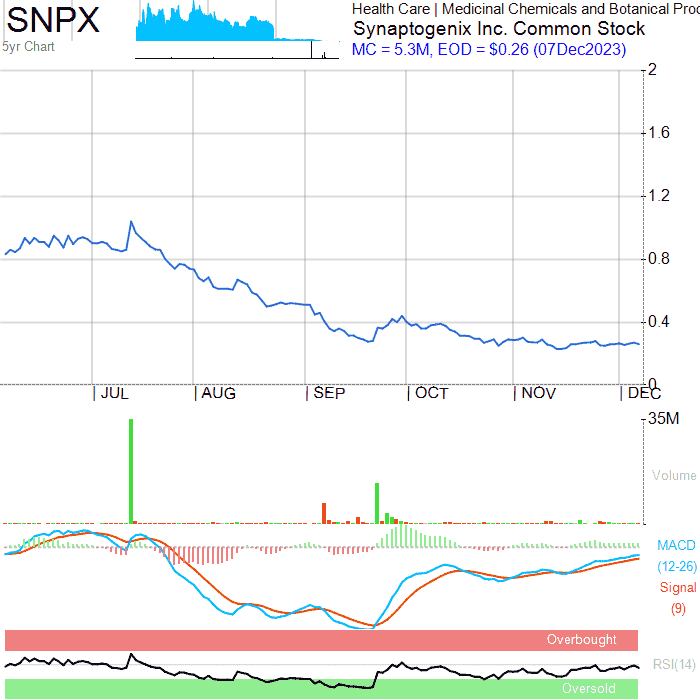 SNPX
5yr Chart
Health Care | Medicinal Chemicals and Botanical Proc
Synaptogenix Inc. Common Stock
MC = 5.3M, EOD = $0.26 (07Dec2023)
2
1.6
1.2
0.8
0.4
0
JUL AUG SEP OCT NOV DEC
35M
Volume
MACD
(12-26)
Signal
(9)
Overbought
RSI(14)
Oversold